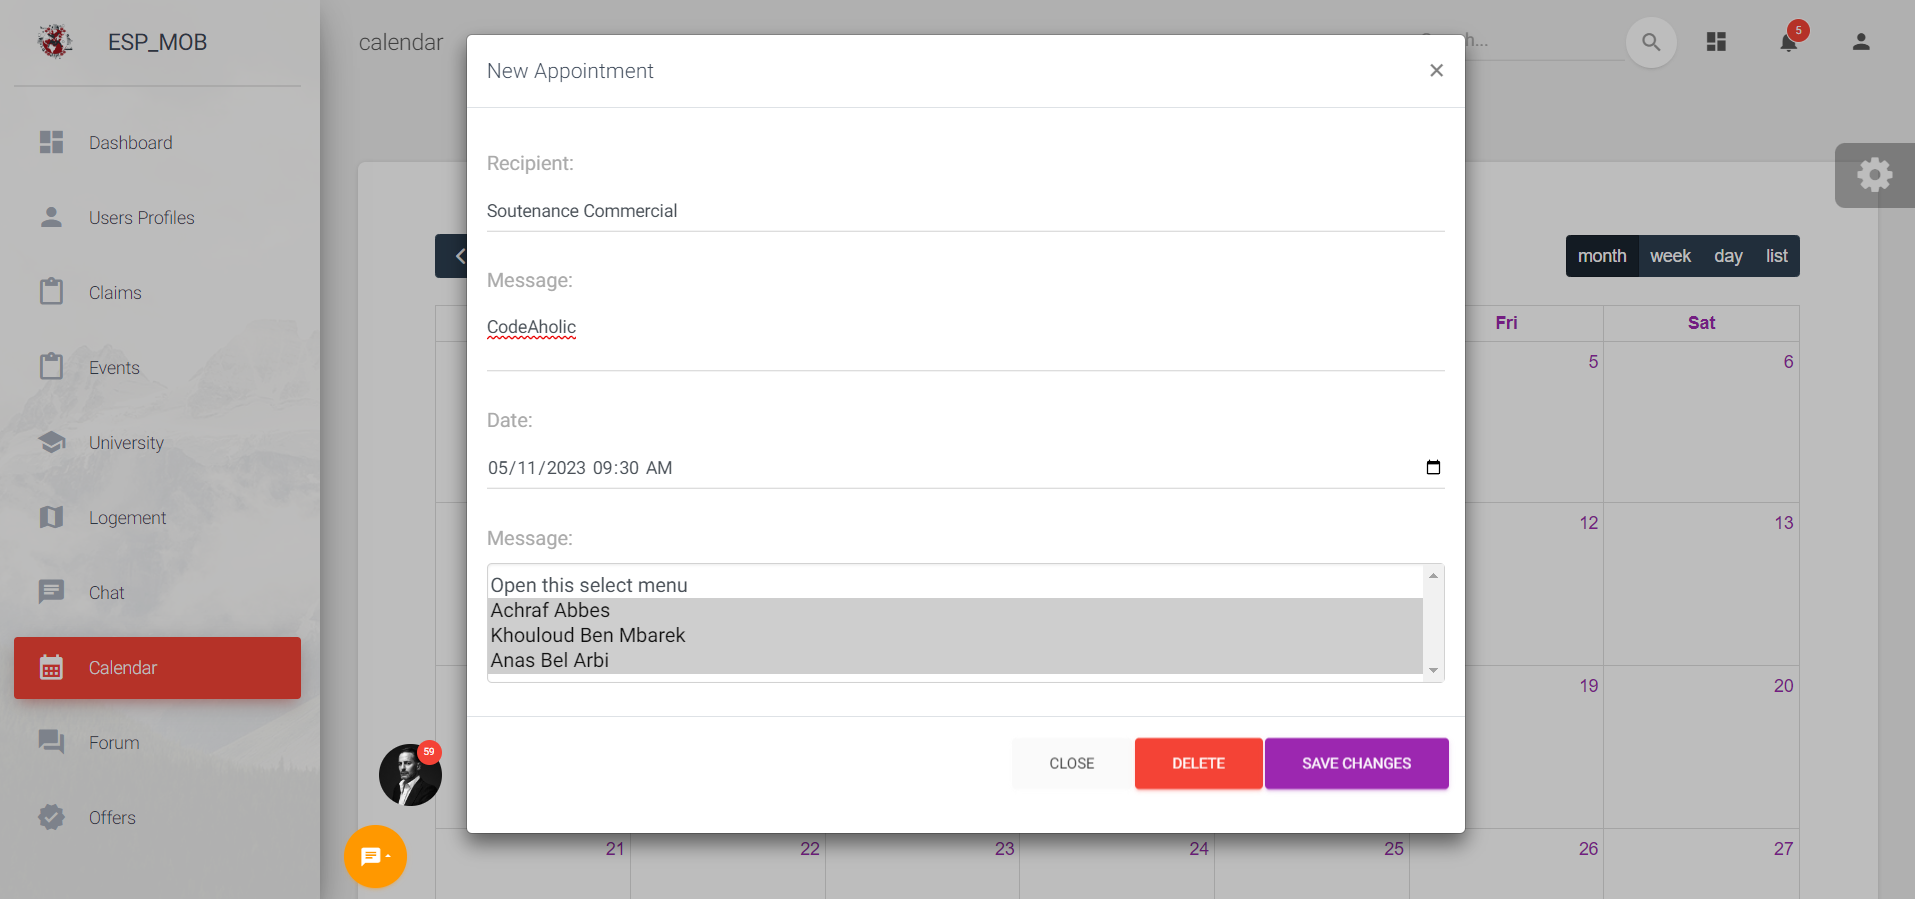 ESP_MOB
Dashboard
Users Profiles
Claims
Events
University
Logement
Chat
Calendar
Forum
Offers
calendar
5
New Appointment
×
Recipient:
Soutenance Commercial
Message:
CodeAholic
Date:
05/11/2023 09:30 AM
Message:
Open this select menu
Achraf Abbes
Khouloud Ben Mbarek
Anas Bel Arbi
CLOSE DELETE SAVE CHANGES
month week day list
Fri Sat
5 6
12 13
19 20
21 22 23 24 25 26 27
59